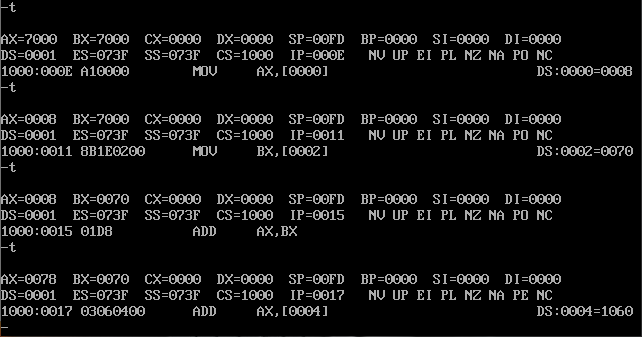 -t
AX=7000  BX=7000  CX=0000  DX=0000  SP=00FD  BP=0000  SI=0000  DI=0000
DS=0001  ES=073F  SS=073F  CS=1000  IP=000E   NV UP EI PL NZ NA PO NC
1000:000E A10000        MOV     AX,[0000]                          DS:0000=0008
-t
AX=0008  BX=7000  CX=0000  DX=0000  SP=00FD  BP=0000  SI=0000  DI=0000
DS=0001  ES=073F  SS=073F  CS=1000  IP=0011   NV UP EI PL NZ NA PO NC
1000:0011 8B1E0200      MOV     BX,[0002]                          DS:0002=0070
-t
AX=0008  BX=0070  CX=0000  DX=0000  SP=00FD  BP=0000  SI=0000  DI=0000
DS=0001  ES=073F  SS=073F  CS=1000  IP=0015   NV UP EI PL NZ NA PO NC
1000:0015 01D8          ADD     AX,BX
-t
AX=0078  BX=0070  CX=0000  DX=0000  SP=00FD  BP=0000  SI=0000  DI=0000
DS=0001  ES=073F  SS=073F  CS=1000  IP=0017   NV UP EI PL NZ NA PE NC
1000:0017 03060400      ADD     AX,[0004]                          DS:0004=1060
-